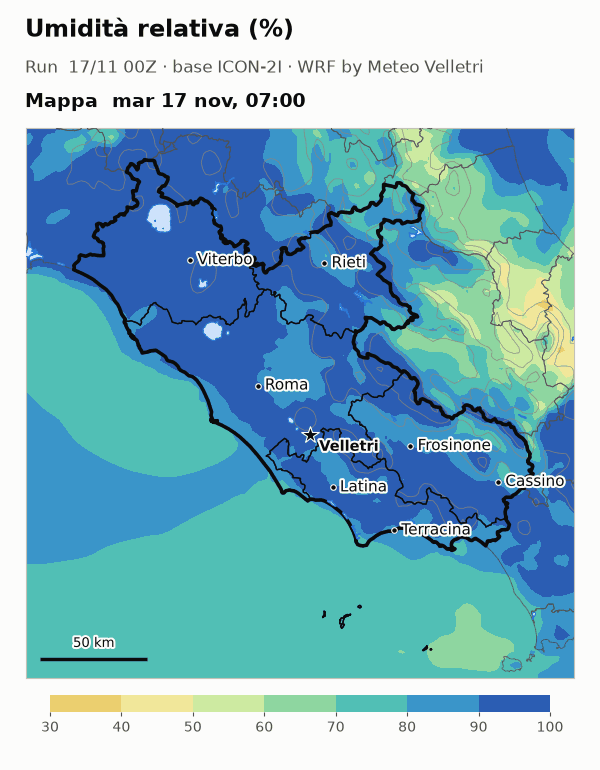 Umidità relativa (%)
Run  17/11 00Z · base ICON-2I · WRF by Meteo Velletri
Mappa  mar 17 nov, 07:00
Viterbo
Rieti
Roma
Velletri
Frosinone
Cassino
Latina
Terracina
50 km
30 40 50 60 70 80 90 100